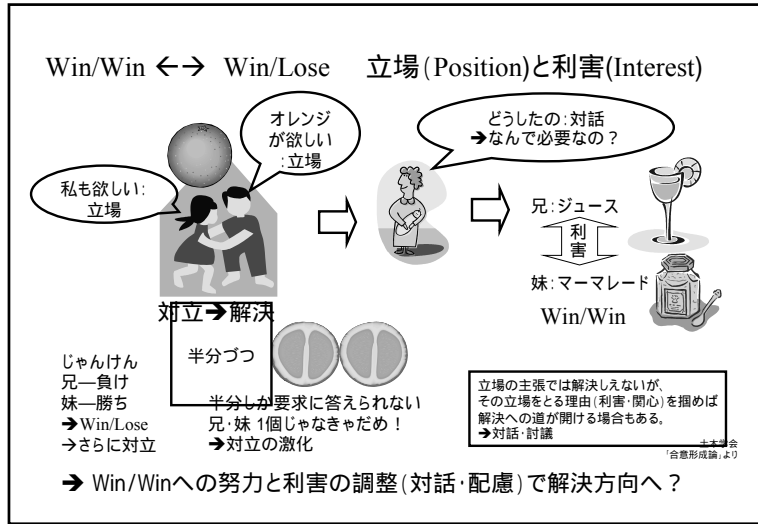 Win/Win ←→ Win/Lose 立場(Position)と利害(Interest)
オレンジ
が欲しい
:立場
私も欲しい:
立場
どうしたの:対話
➔なんで必要なの?
兄:ジュース
利
害
妹:マーマレード
Win/Win
対立➔解決
半分づつ
じゃんけん
兄―負け
妹―勝ち
➔Win/Lose
→さらに対立
半分しか要求に答えられない
兄・妹 1個じゃなきゃだめ!
➔対立の激化
立場の主張では解決しえないが、
その立場をとる理由(利害・関心)を掴めば
解決への道が開ける場合もある。
➔対話・討議
土木学会
「合意形成論」より
➔ Win/Winへの努力と利害の調整(対話・配慮)で解決方向へ?